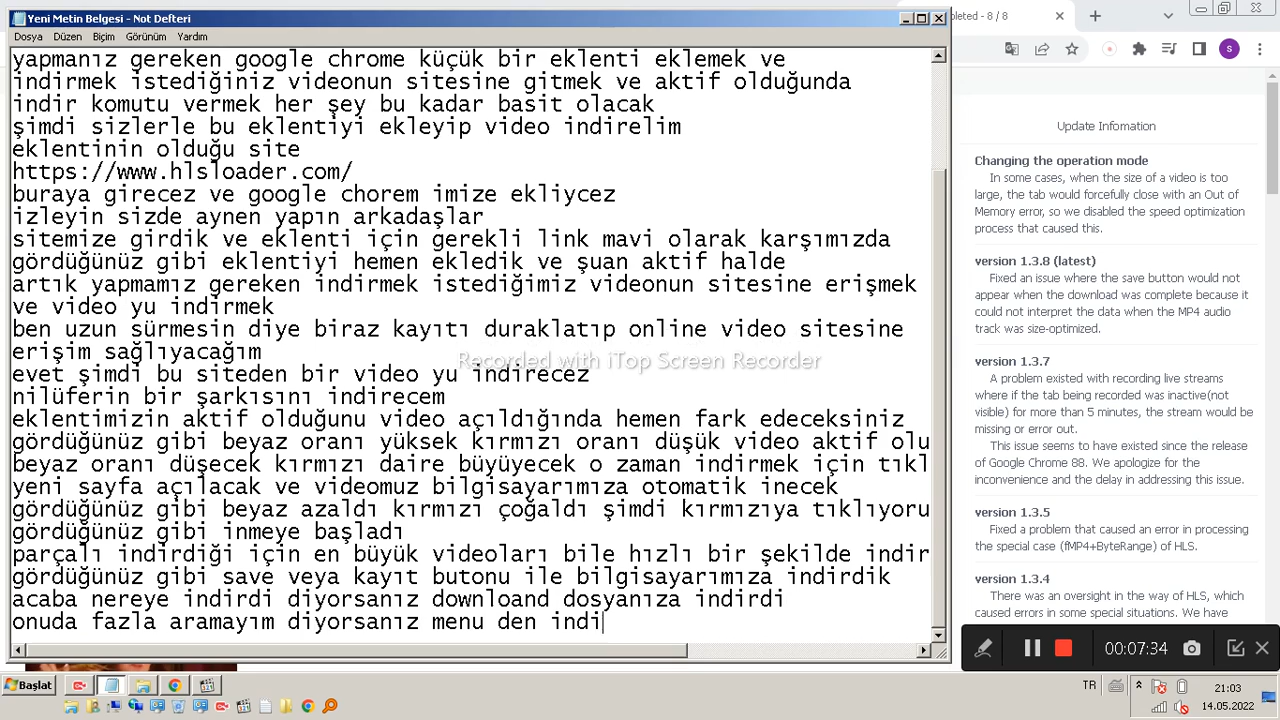 Yeni Metin Belgesi - Not Defteri
Dosya Düzen Biçim Görünüm Yardım
yapmanız gereken google chrome küçük bir eklenti eklemek ve
indirmek istediğiniz videonun sitesine gitmek ve aktif olduğunda
indir komutu vermek her şey bu kadar basit olacak
şimdi sizlerle bu eklentiyi ekleyip video indirelim
eklentinin olduğu site
https://www.hlsloader.com/
buraya girecez ve google chorem imize ekliycez
izleyin sizde aynen yapın arkadaşlar
sitemize girdik ve eklenti için gerekli link mavi olarak karşımızda
gördüğünüz gibi eklentiyi hemen ekledik ve şuan aktif halde
artık yapmamız gereken indirmek istediğimiz videonun sitesine erişmek
ve video yu indirmek
ben uzun sürmesin diye biraz kayıtı duraklatıp online video sitesine
erişim sağlıyacağım
evet şimdi bu siteden bir video yu indirecez
nilüferin bir şarkısını indirecem
eklentimizin aktif olduğunu video açıldığında hemen fark edeceksiniz
gördüğünüz gibi beyaz oranı yüksek kırmızı oranı düşük video aktif olu
beyaz oranı düşecek kırmızı daire büyüyecek o zaman indirmek için tıkl
yeni sayfa açılacak ve videomuz bilgisayarımıza otomatik inecek
gördüğünüz gibi beyaz azaldı kırmızı çoğaldı şimdi kırmızıya tıklıyoru
gördüğünüz gibi inmeye başladı
parçalı indirdiği için en büyük videoları bile hızlı bir şekilde indir
gördüğünüz gibi save veya kayıt butonu ile bilgisayarımıza indirdik
acaba nereye indirdi diyorsanız downloand dosyanıza indirdi
onuda fazla aramayım diyorsanız menu den indi
Recorded with iTop Screen Recorder
pleted - 8 / 8
S
Update Infomation
Changing the operation mode
In some cases, when the size of a video is too
large, the tab would forcefully close with an Out of
Memory error, so we disabled the speed optimization
process that caused this.
version 1.3.8 (latest)
Fixed an issue where the save button would not
appear when the download was complete because it
could not interpret the data when the MP4 audio
track was size-optimized.
version 1.3.7
A problem existed with recording live streams
where if the tab being recorded was inactive(not
visible) for more than 5 minutes, the stream would be
missing or error out.
This issue seems to have existed since the release
of Google Chrome 88. We apologize for the
inconvenience and the delay in addressing this issue.
version 1.3.5
Fixed a problem that caused an error in processing
the special case (fMP4+ByteRange) of HLS.
version 1.3.4
There was an oversight in the way of HLS, which
caused errors in some special situations. We have
00:07:34
Başlat
TR
21:03
14.05.2022